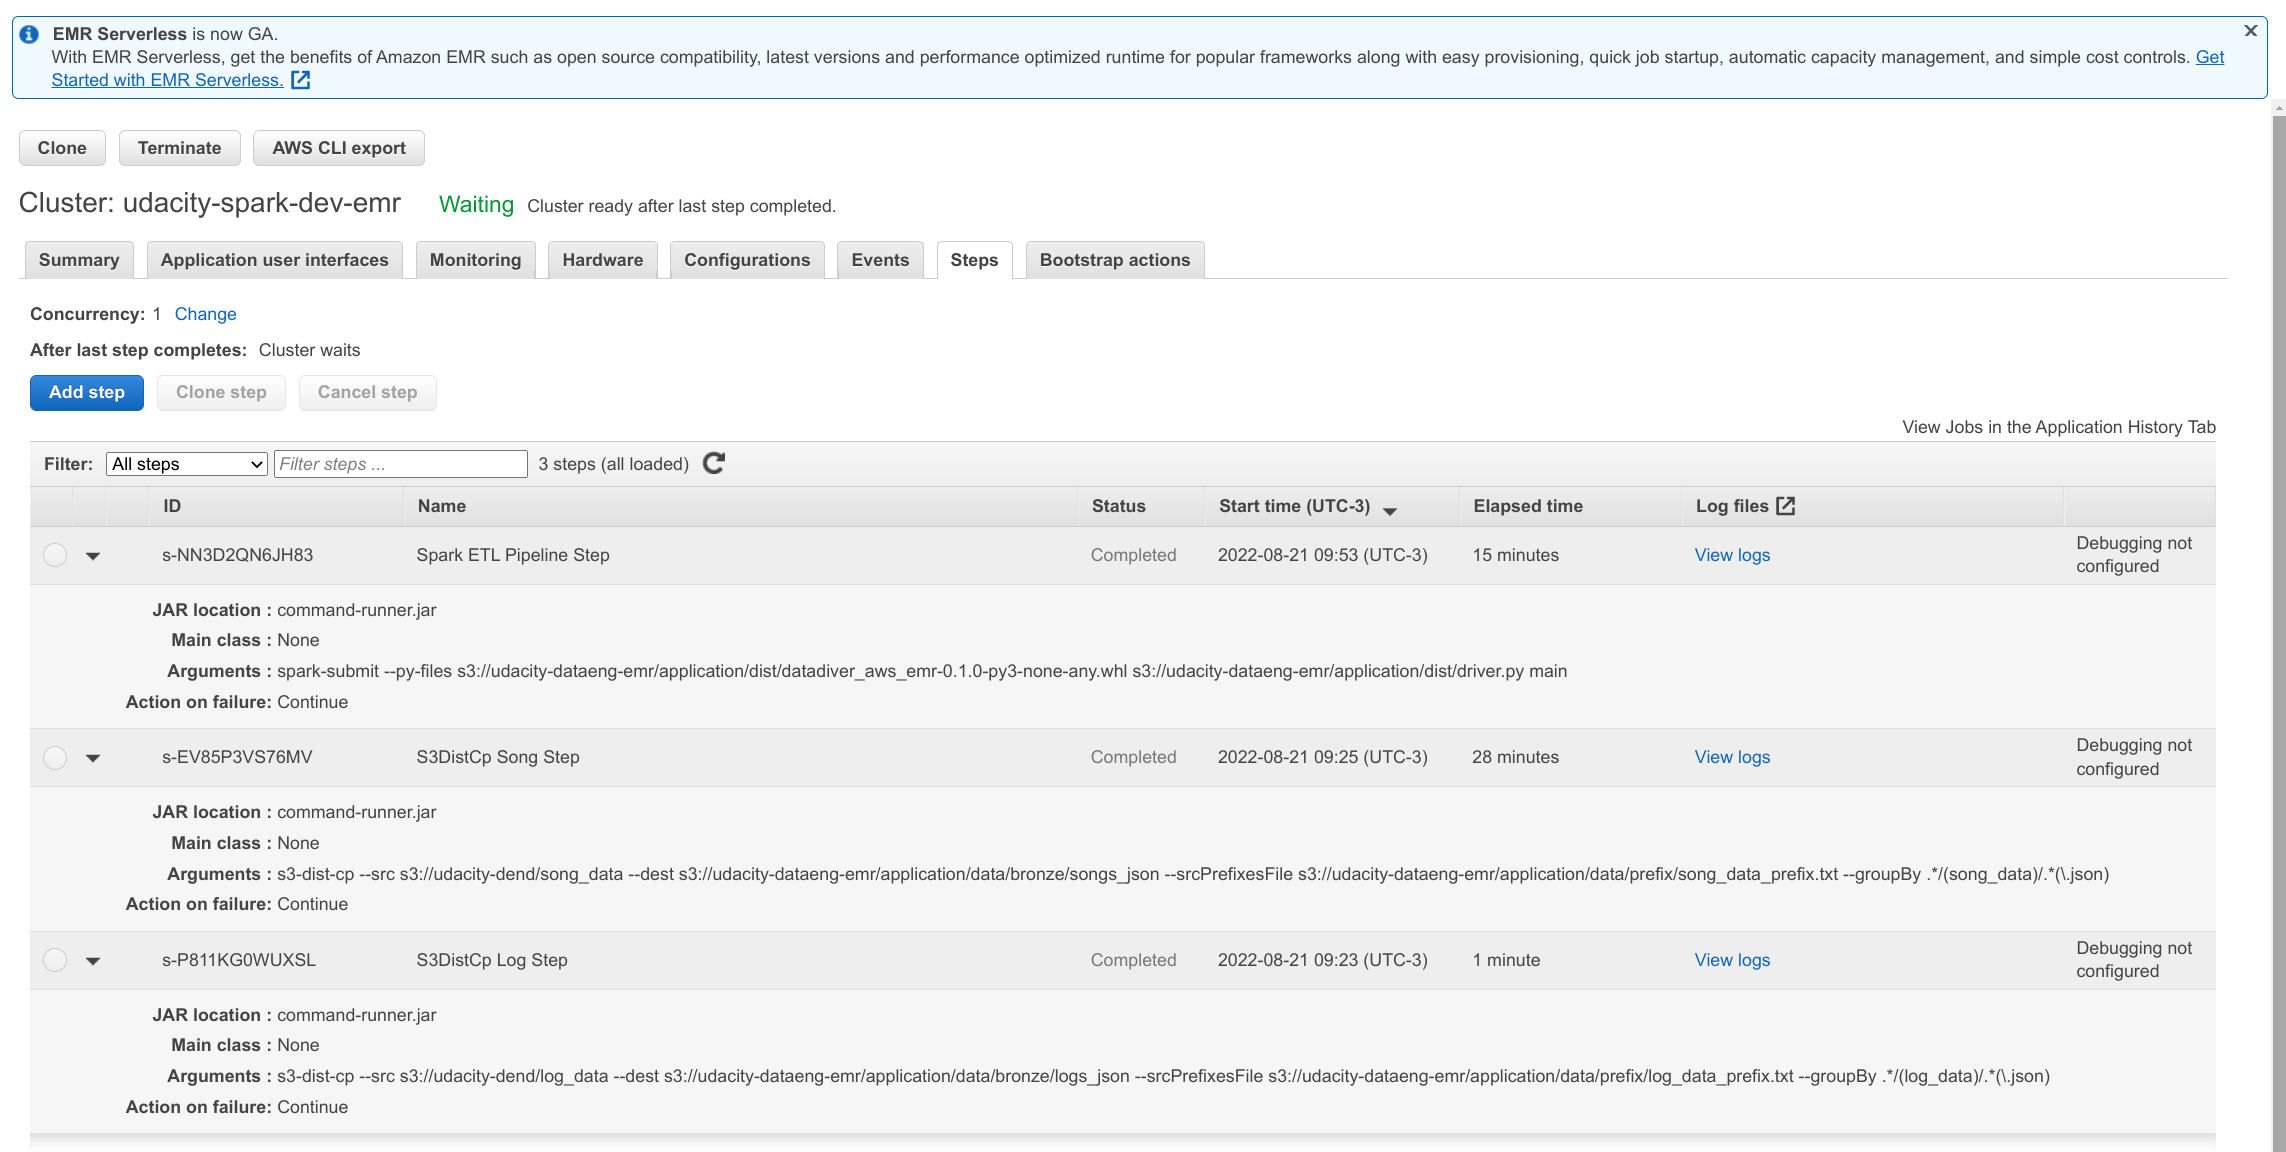 EMR Serverless is now GA.
With EMR Serverless, get the benefits of Amazon EMR such as open source compatibility, latest versions and performance optimized runtime for popular frameworks along with easy provisioning, quick job startup, automatic capacity management, and simple cost controls. Get
Started with EMR Serverless.
Clone Terminate AWS CLI export
Cluster: udacity-spark-dev-emr Waiting Cluster ready after last step completed.
Summary Application user interfaces Monitoring Hardware Configurations Events Steps Bootstrap actions
Concurrency: 1 Change
After last step completes: Cluster waits
Add step Clone step Cancel step
View Jobs in the Application History Tab
Filter: All steps Filter steps ... 3 steps (all loaded)
ID Name Status Start time (UTC-3) Elapsed time Log files
s-NN3D2QN6JH83 Spark ETL Pipeline Step Completed 2022-08-21 09:53 (UTC-3) 15 minutes View logs Debugging not
configured
JAR location : command-runner.jar
Main class : None
Arguments : spark-submit --py-files s3://udacity-dataeng-emr/application/dist/datadiver_aws_emr-0.1.0-py3-none-any.whl s3://udacity-dataeng-emr/application/dist/driver.py main
Action on failure: Continue
s-EV85P3VS76MV S3DistCp Song Step Completed 2022-08-21 09:25 (UTC-3) 28 minutes View logs Debugging not
configured
JAR location : command-runner.jar
Main class : None
Arguments : s3-dist-cp --src s3://udacity-dend/song_data --dest s3://udacity-dataeng-emr/application/data/bronze/songs_json --srcPrefixesFile s3://udacity-dataeng-emr/application/data/prefix/song_data_prefix.txt --groupBy .*/(song_data)/.*(\.json)
Action on failure: Continue
s-P811KG0WUXSL S3DistCp Log Step Completed 2022-08-21 09:23 (UTC-3) 1 minute View logs Debugging not
configured
JAR location : command-runner.jar
Main class : None
Arguments : s3-dist-cp --src s3://udacity-dend/log_data --dest s3://udacity-dataeng-emr/application/data/bronze/logs_json --srcPrefixesFile s3://udacity-dataeng-emr/application/data/prefix/log_data_prefix.txt --groupBy .*/(log_data)/.*(\.json)
Action on failure: Continue